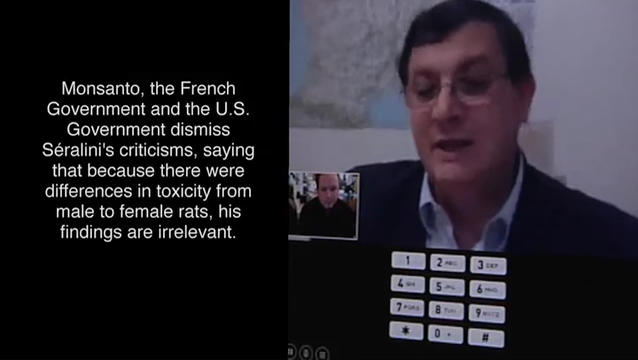 Monsanto, the French
Government and the U.S.
Government dismiss
Séralini's criticisms, saying
that because there were
differences in toxicity from
male to female rats, his
findings are irrelevant.
1 2 ABC 3 DEF
4 GHI 5 JKL 6 MNO
7 PQRS 8 TUV 9 WXYZ
* 0 + #